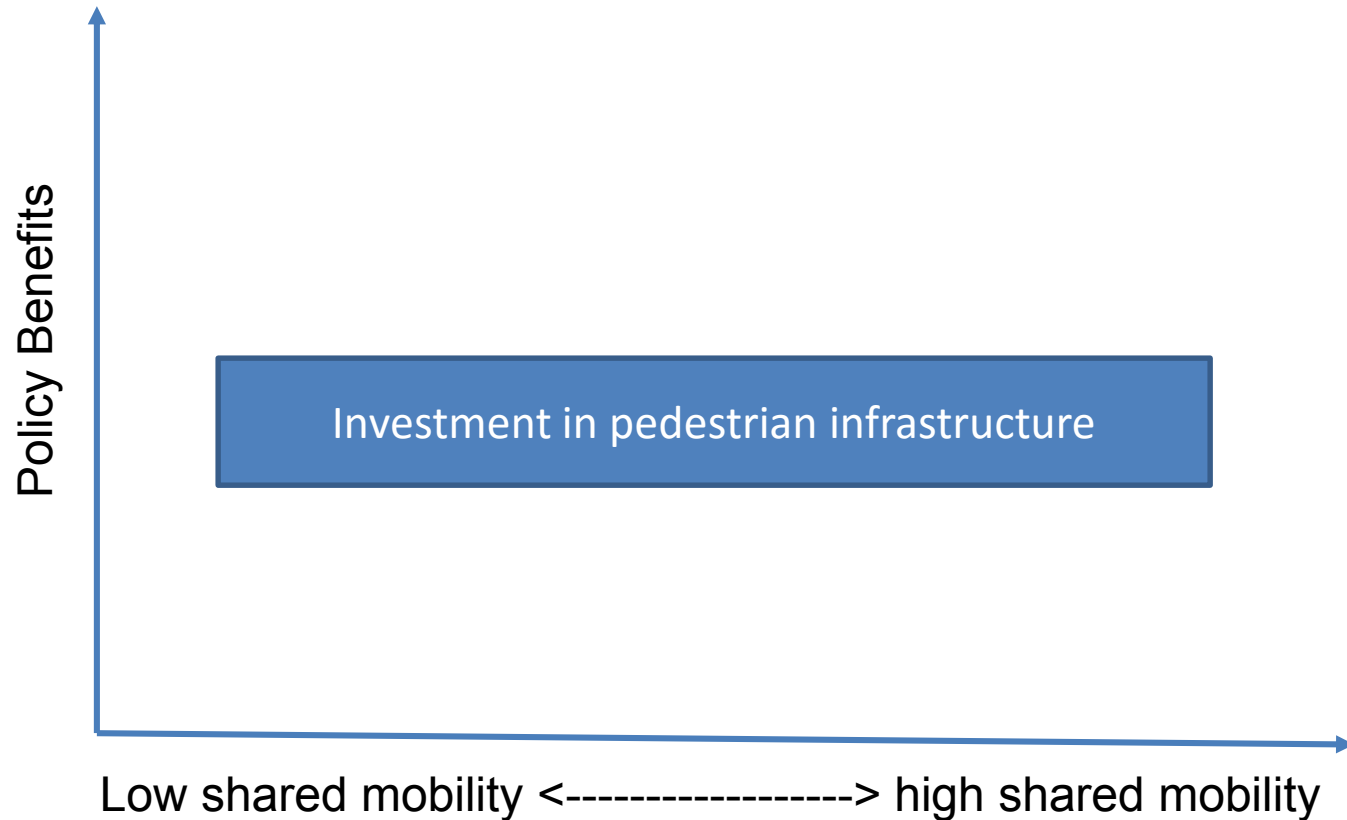 Policy Benefits
Investment in pedestrian infrastructure
Low shared mobility <-----------------> high shared mobility